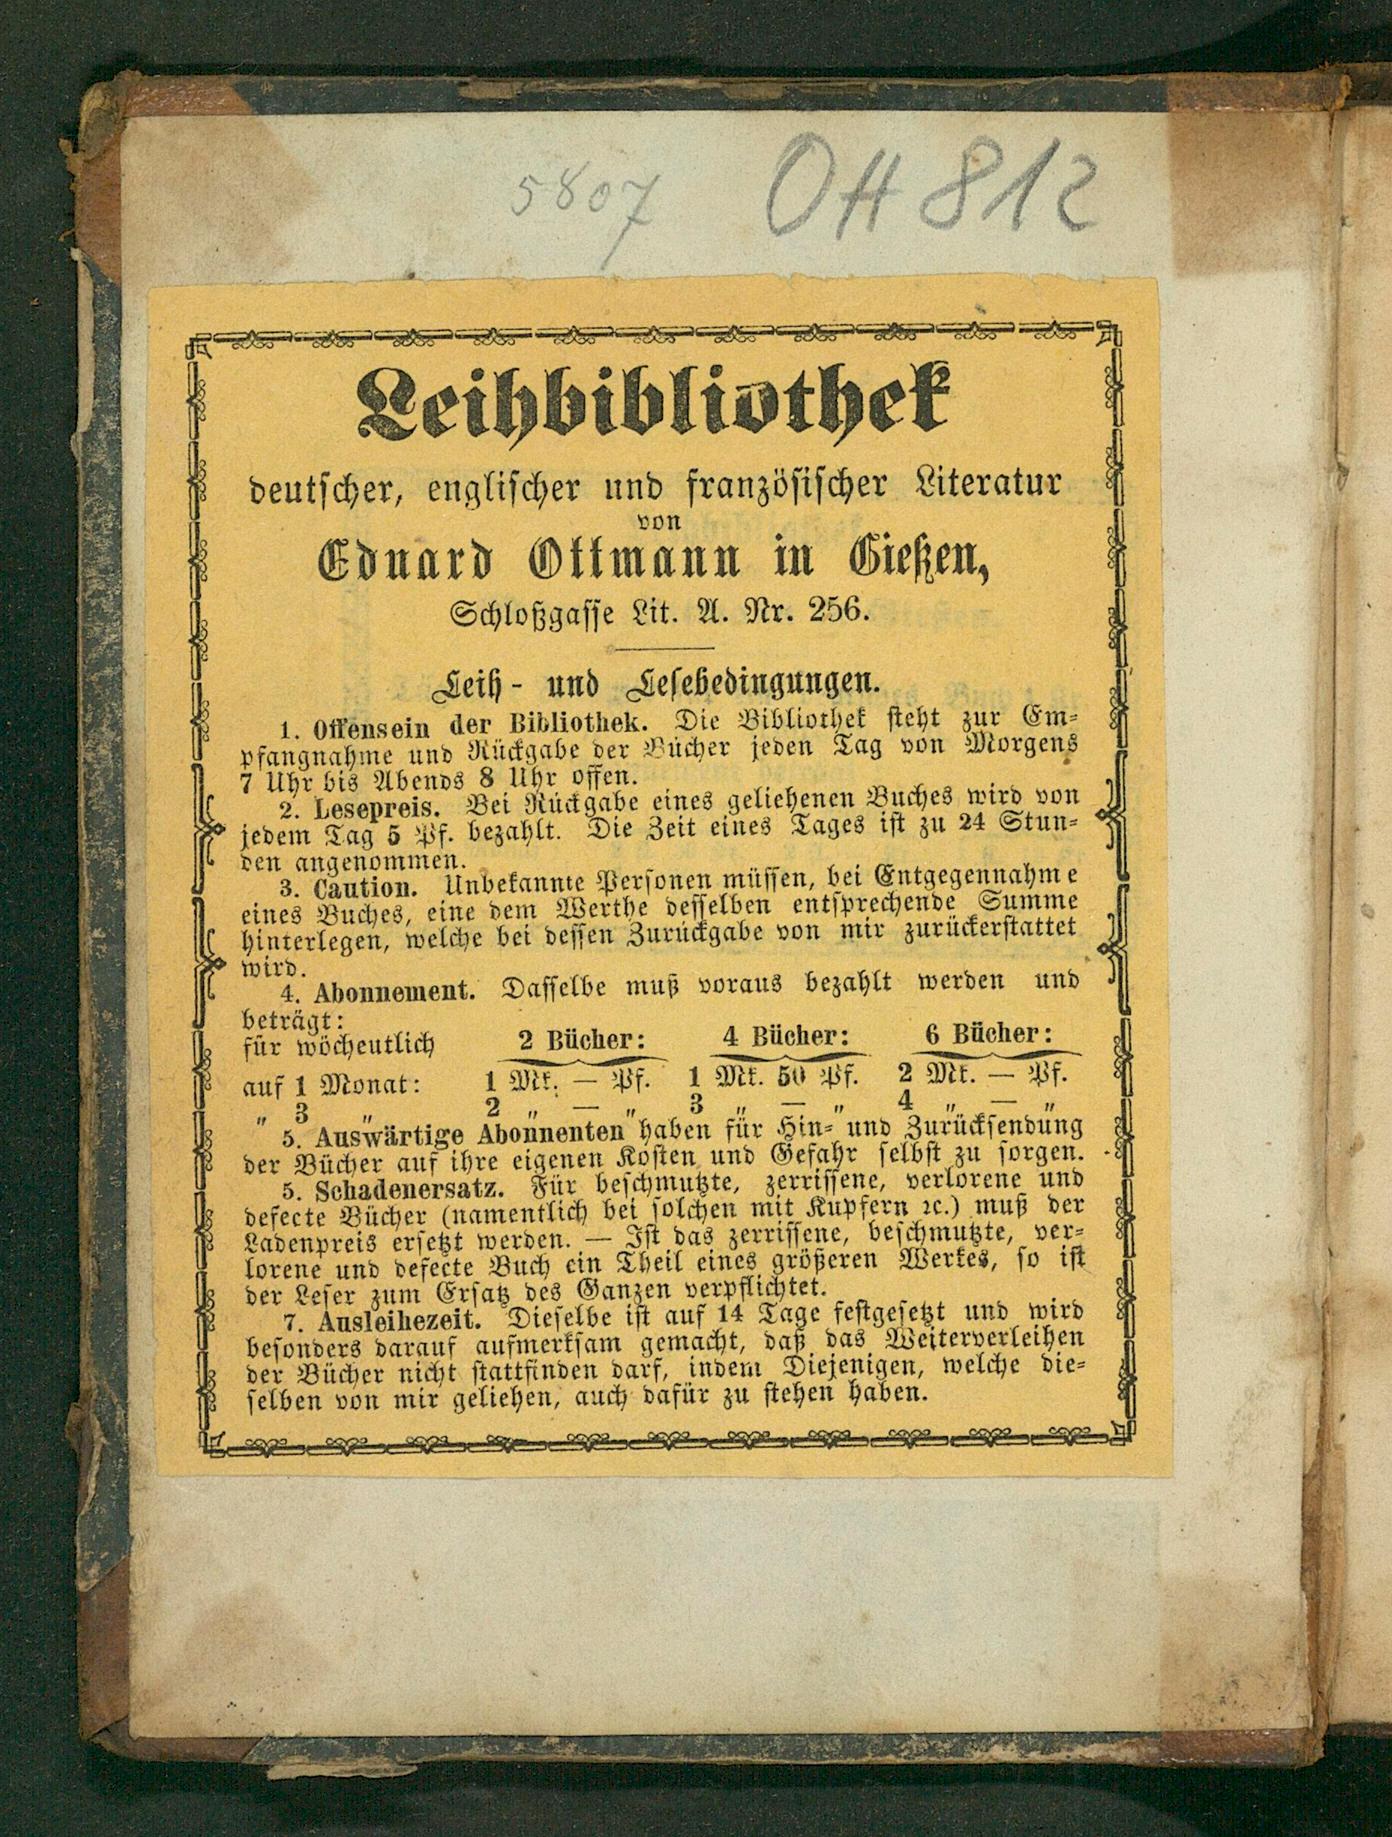 5807 OH 812
Leihbibliothek
deutscher, englischer und französischer Literatur
von
Eduard Ottmann in Gießen,
Schloßgasse Lit. A. Nr. 256.
Leih- und Lesebedingungen.
1. Offensein der Bibliothek. Die Bibliothek steht zur Em-
pfangnahme und Rückgabe der Bücher jeden Tag von Morgens
7 Uhr bis Abends 8 Uhr offen.
2. Lesepreis. Bei Rückgabe eines geliehenen Buches wird von
jedem Tag 5 Pf. bezahlt. Die Zeit eines Tages ist zu 24 Stun-
den angenommen.
3. Caution. Unbekannte Personen müssen, bei Entgegennahme
eines Buches, eine dem Werthe desselben entsprechende Summe
hinterlegen, welche bei dessen Zurückgabe von mir zurückerstattet
wird.
4. Abonnement. Dasselbe muß voraus bezahlt werden und
beträgt:
für wöcheutlich 2 Bücher: 4 Bücher: 6 Bücher:
auf 1 Monat: 1 Mk. — Pf. 1 Mk. 50 Pf. 2 Mk. — Pf.
„ 3 „ 2 „ — „ 3 „ — „ 4 „ — „
5. Auswärtige Abonnenten haben für Hin- und Zurücksendung
der Bücher auf ihre eigenen Kosten und Gefahr selbst zu sorgen.
5. Schadenersatz. Für beschmutzte, zerrissene, verlorene und
defecte Bücher (namentlich bei solchen mit Kupfern ꝛc.) muß der
Ladenpreis ersetzt werden. — Ist das zerrissene, beschmutzte, ver-
lorene und defecte Buch ein Theil eines größeren Werkes, so ist
der Leser zum Ersatz des Ganzen verpflichtet.
7. Ausleihezeit. Dieselbe ist auf 14 Tage festgesetzt und wird
besonders darauf aufmerksam gemacht, daß das Weiterverleihen
der Bücher nicht stattfinden darf, indem Diejenigen, welche die-
selben von mir geliehen, auch dafür zu stehen haben.